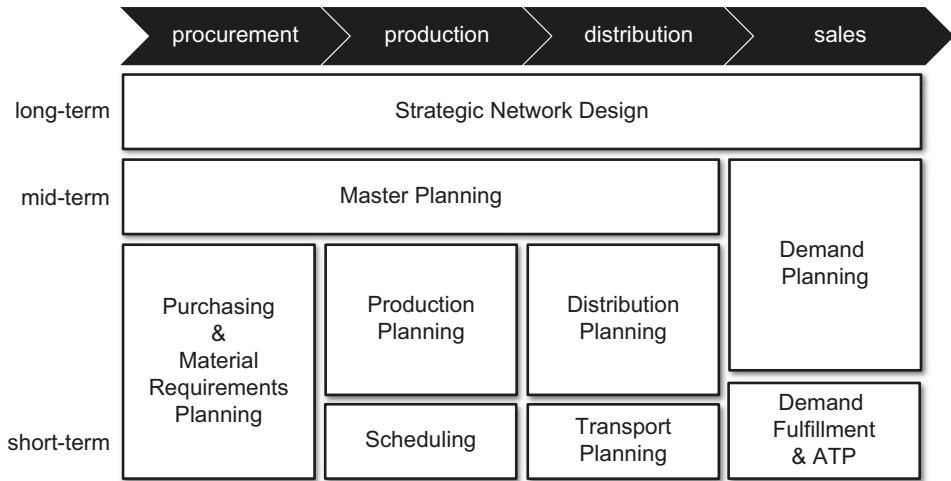 procurement
production
distribution
sales
long-term
Strategic Network Design
mid-term
Master Planning
Demand
Planning
Purchasing
&
Material
Requirements
Planning
Production
Planning
Distribution
Planning
short-term
Scheduling
Transport
Planning
Demand
Fulfillment
& ATP